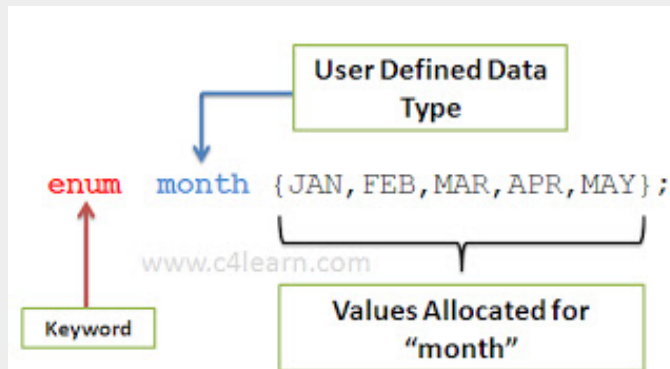 User Defined Data
Type
enum month {JAN,FEB,MAR,APR,MAY};
www.c4learn.com
Keyword
Values Allocated for
“month”